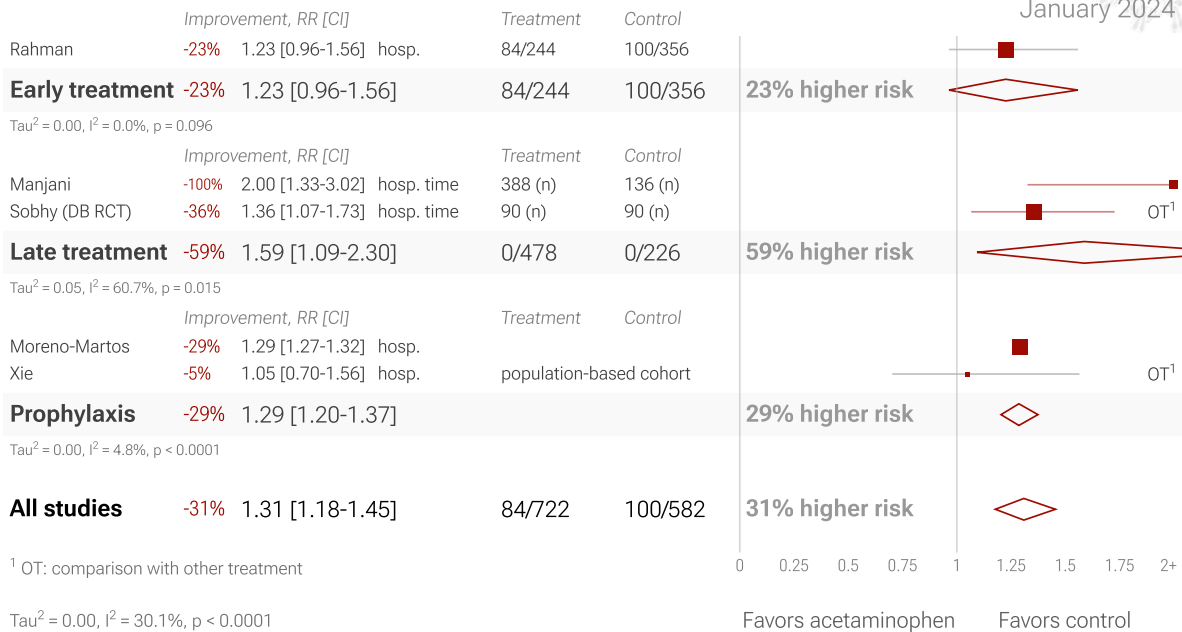 January 2024
Improvement, RR [CI] Treatment Control
Rahman -23% 1.23 [0.96-1.56] hosp. 84/244 100/356
Early treatment -23% 1.23 [0.96-1.56] 84/244 100/356 23% higher risk
Tau² = 0.00, I² = 0.0%, p = 0.096
Improvement, RR [CI] Treatment Control
Manjani -100% 2.00 [1.33-3.02] hosp. time 388 (n) 136 (n)
Sobhy (DB RCT) -36% 1.36 [1.07-1.73] hosp. time 90 (n) 90 (n) OT¹
Late treatment -59% 1.59 [1.09-2.30] 0/478 0/226 59% higher risk
Tau² = 0.05, I² = 60.7%, p = 0.015
Improvement, RR [CI] Treatment Control
Moreno-Martos -29% 1.29 [1.27-1.32] hosp.
Xie -5% 1.05 [0.70-1.56] hosp. population-based cohort OT¹
Prophylaxis -29% 1.29 [1.20-1.37] 29% higher risk
Tau² = 0.00, I² = 4.8%, p < 0.0001
All studies -31% 1.31 [1.18-1.45] 84/722 100/582 31% higher risk
¹ OT: comparison with other treatment
0 0.25 0.5 0.75 1 1.25 1.5 1.75 2+
Tau² = 0.00, I² = 30.1%, p < 0.0001
Favors acetaminophen Favors control